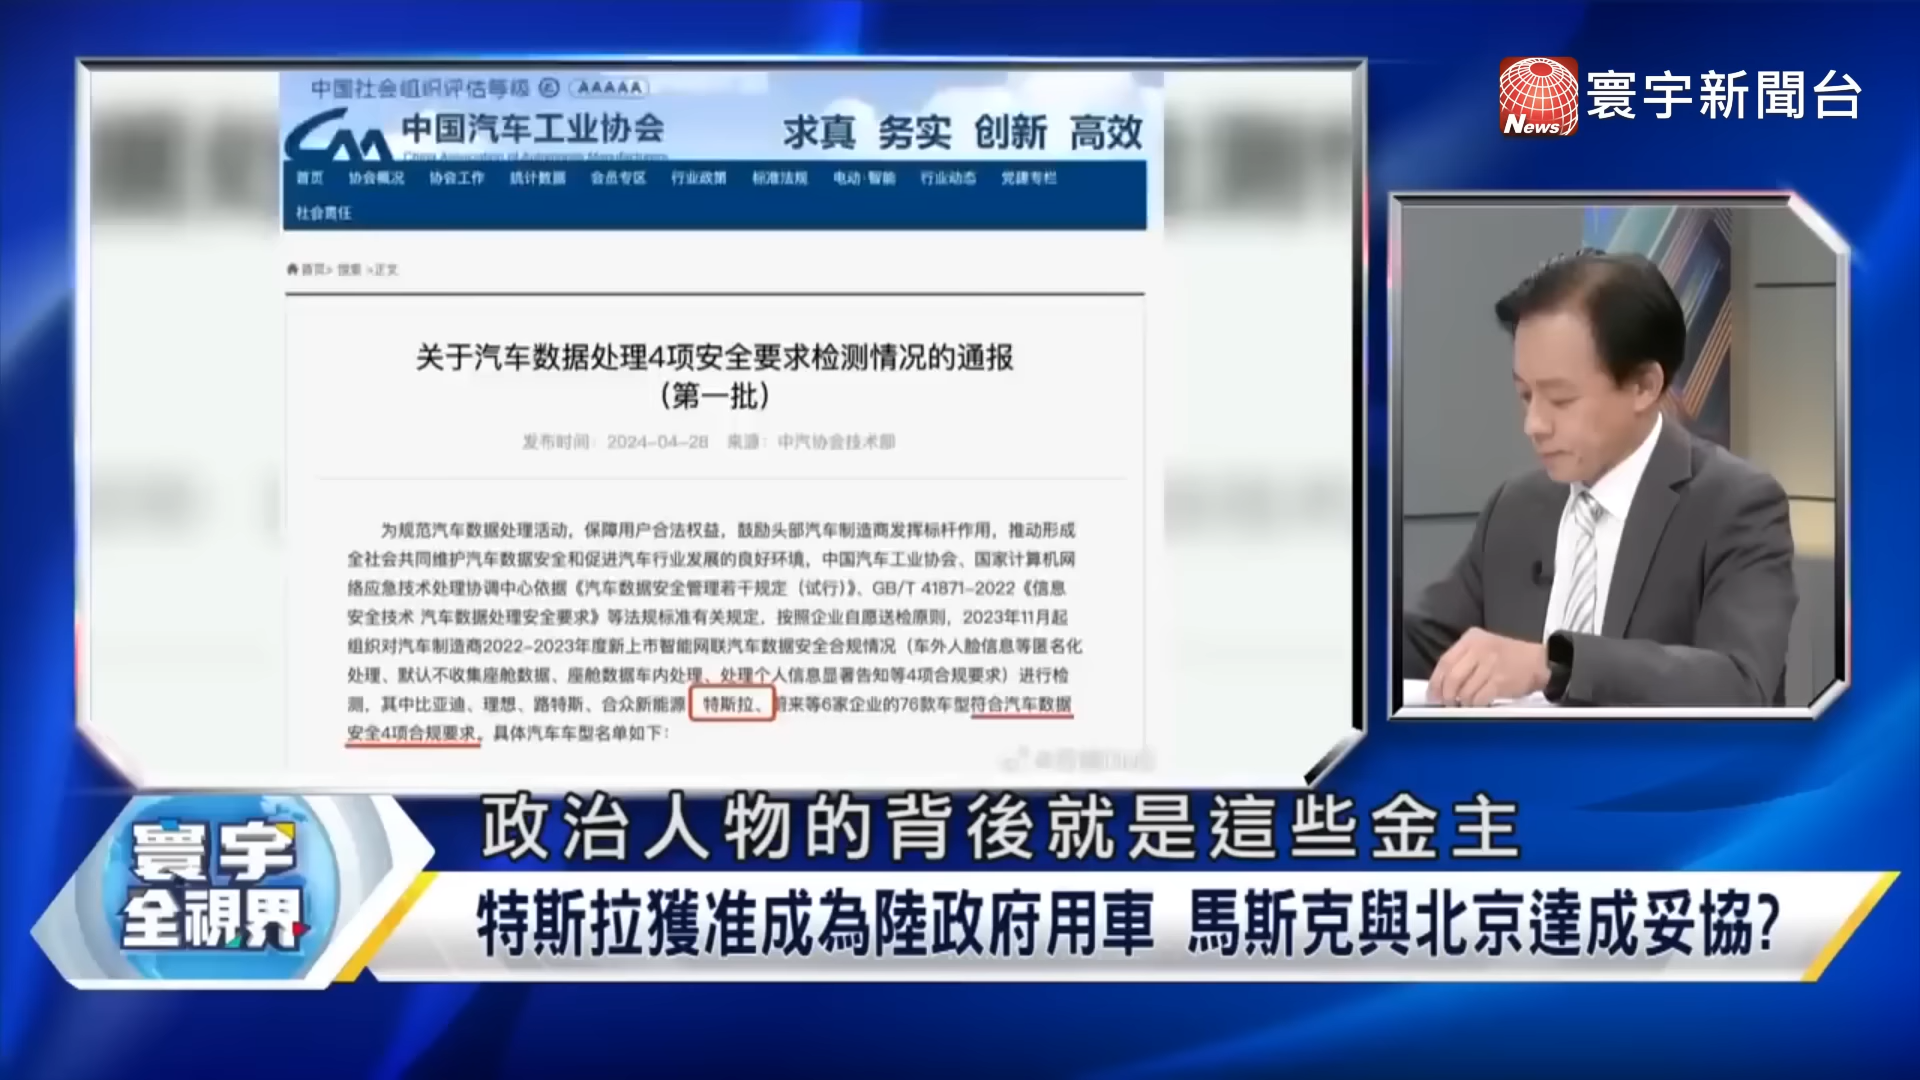 中国社会组织评估等级 AAAAA
中国汽车工业协会
China Association of Automobile Manufacturers
求真 务实 创新 高效
首页 协会概况 协会工作 统计数据 会员专区 行业政策 标准法规 电动·智能 行业动态 党建专栏
社会责任
首页> 搜索 >正文
关于汽车数据处理4项安全要求检测情况的通报
（第一批）
发布时间：2024-04-28 来源：中汽协会技术部
为规范汽车数据处理活动，保障用户合法权益，鼓励头部汽车制造商发挥标杆作用，推动形成
全社会共同维护汽车数据安全和促进汽车行业发展的良好环境，中国汽车工业协会、国家计算机网
络应急技术处理协调中心依据《汽车数据安全管理若干规定（试行）》、GB/T 41871-2022《信息
安全技术 汽车数据处理安全要求》等法规标准有关规定，按照企业自愿送检原则，2023年11月起
组织对汽车制造商2022-2023年度新上市智能网联汽车数据安全合规情况（车外人脸信息等匿名化
处理、默认不收集座舱数据、座舱数据车内处理、处理个人信息显著告知等4项合规要求）进行检
测，其中比亚迪、理想、路特斯、合众新能源 特斯拉、蔚来等6家企业的76款车型符合汽车数据
安全4项合规要求。具体汽车车型名单如下：
News 寰宇新聞台
政治人物的背後就是這些金主
寰宇
全視界
特斯拉獲准成為陸政府用車 馬斯克與北京達成妥協?